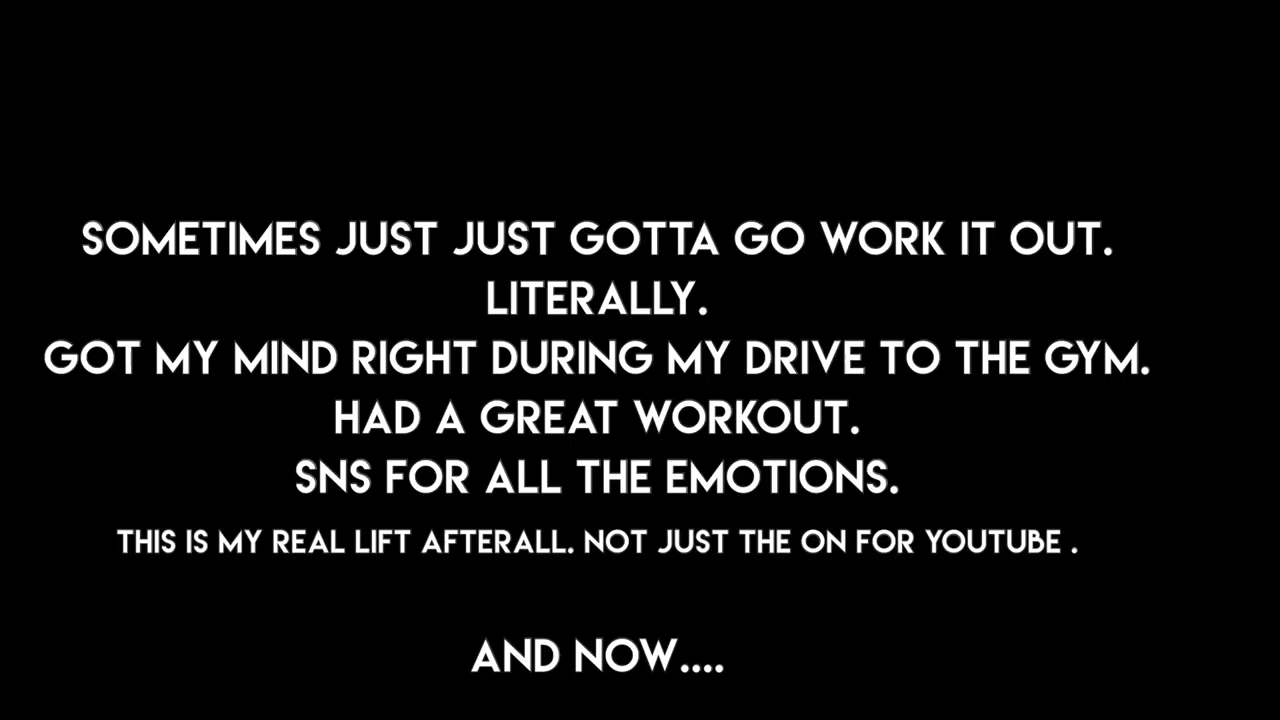 SOMETIMES JUST JUST GOTTA GO WORK IT OUT.
LITERALLY.
GOT MY MIND RIGHT DURING MY DRIVE TO THE GYM.
HAD A GREAT WORKOUT.
SNS FOR ALL THE EMOTIONS.
THIS IS MY REAL LIFT AFTERALL. NOT JUST THE ON FOR YOUTUBE .
AND NOW....